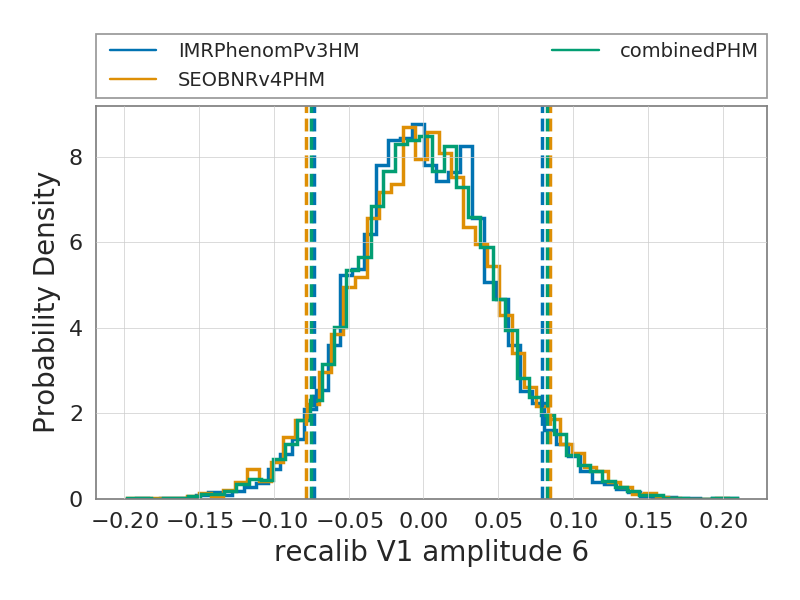 IMRPhenomPv3HM
SEOBNRv4PHM
combinedPHM
Probability Density
8
6
4
2
0
−0.20 −0.15 −0.10 −0.05 0.00 0.05 0.10 0.15 0.20
recalib V1 amplitude 6